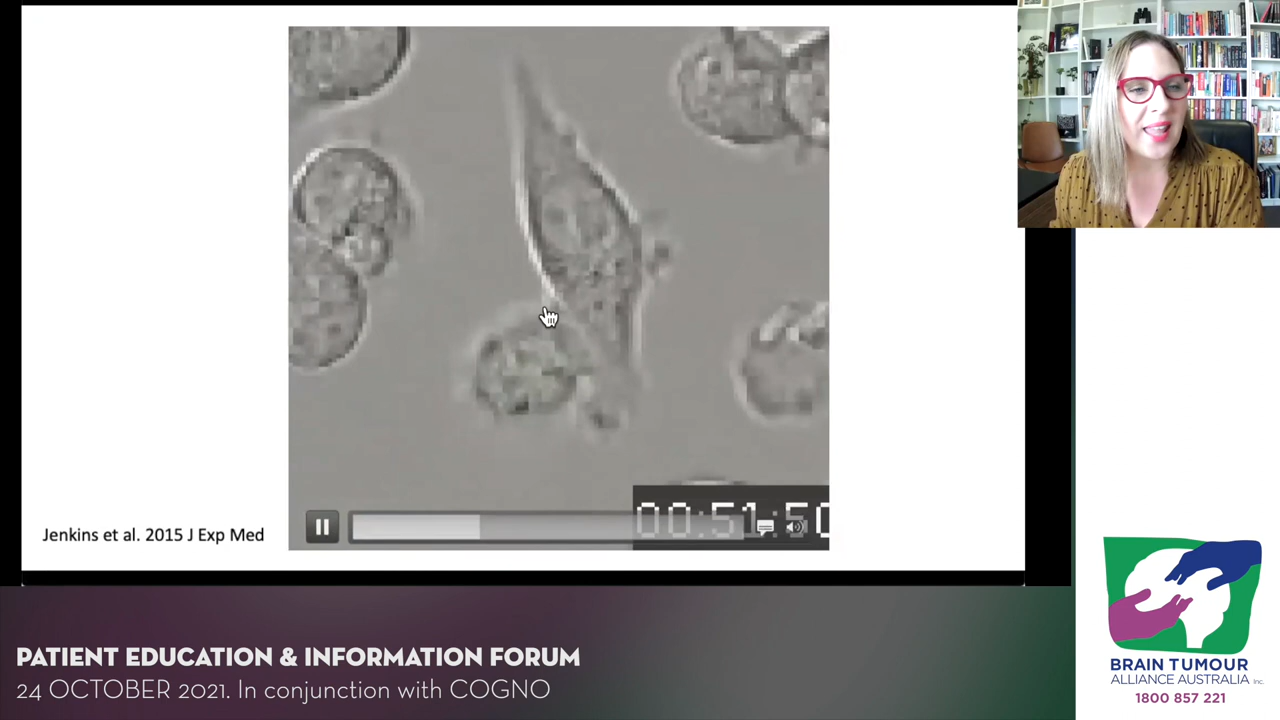 00:51:50
Jenkins et al. 2015 J Exp Med
PATIENT EDUCATION & INFORMATION FORUM
24 OCTOBER 2021. In conjunction with COGNO
BRAIN TUMOUR
ALLIANCE AUSTRALIA Inc.
1800 857 221